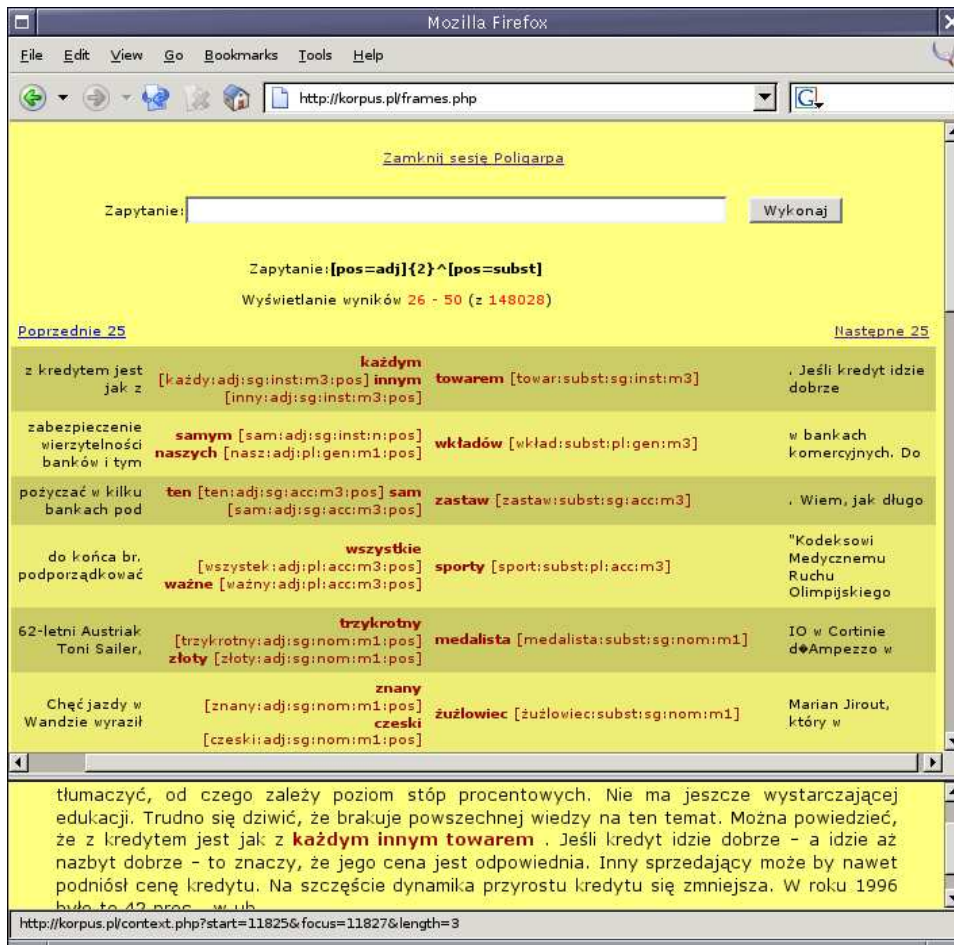 Mozilla Firefox
File Edit View Go Bookmarks Tools Help
http://korpus.pl/frames.php
G
Zamknij sesję Poliqarpa
Zapytanie:
Wykonaj
Zapytanie:[pos=adj]{2}^[pos=subst]
Wyświetlanie wyników 26 - 50 (z 148028)
Poprzednie 25
Następne 25
z kredytem jest
jak z
każdym
[każdy:adj:sg:inst:m3:pos] innym
[inny:adj:sg:inst:m3:pos]
towarem [towar:subst:sg:inst:m3]
. Jeśli kredyt idzie
dobrze
zabezpieczenie
wierzytelności
banków i tym
samym [sam:adj:sg:inst:n:pos]
naszych [nasz:adj:pl:gen:m1:pos]
wkładów [wkład:subst:pl:gen:m3]
w bankach
komercyjnych. Do
pożyczać w kilku
bankach pod
ten [ten:adj:sg:acc:m3:pos] sam
[sam:adj:sg:acc:m3:pos]
zastaw [zastaw:subst:sg:acc:m3]
. Wiem, jak długo
do końca br.
podporządkować
wszystkie
[wszystek:adj:pl:acc:m3:pos]
ważne [ważny:adj:pl:acc:m3:pos]
sporty [sport:subst:pl:acc:m3]
"Kodeksowi
Medycznemu
Ruchu
Olimpijskiego
62-letni Austriak
Toni Sailer,
trzykrotny
[trzykrotny:adj:sg:nom:m1:pos]
złoty [złoty:adj:sg:nom:m1:pos]
medalista [medalista:subst:sg:nom:m1]
IO w Cortinie
d�Ampezzo w
Chęć jazdy w
Wandzie wyraził
znany
[znany:adj:sg:nom:m1:pos]
czeski
[czeski:adj:sg:nom:m1:pos]
żużlowiec [żużlowiec:subst:sg:nom:m1]
Marian Jirout,
który w
tłumaczyć, od czego zależy poziom stóp procentowych. Nie ma jeszcze wystarczającej
edukacji. Trudno się dziwić, że brakuje powszechnej wiedzy na ten temat. Można powiedzieć,
że z kredytem jest jak z każdym innym towarem . Jeśli kredyt idzie dobrze - a idzie aż
nazbyt dobrze - to znaczy, że jego cena jest odpowiednia. Inny sprzedający może by nawet
podniósł cenę kredytu. Na szczęście dynamika przyrostu kredytu się zmniejsza. W roku 1996
było to 42 proc., w ub.
http://korpus.pl/context.php?start=11825&focus=11827&length=3